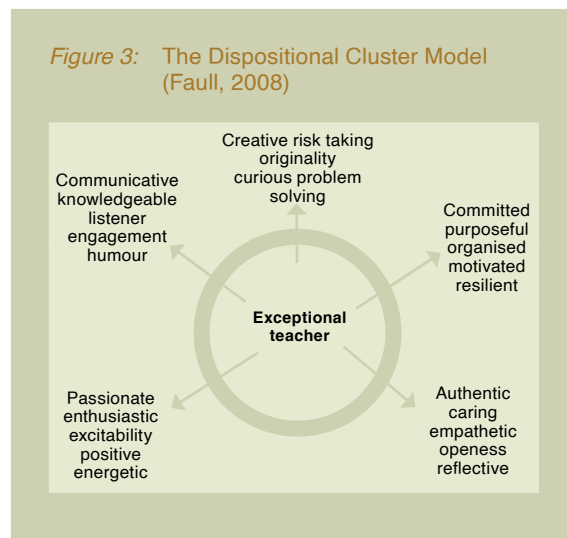 Figure 3: The Dispositional Cluster Model
(Faull, 2008)
Creative risk taking
originality
curious problem
solving
Communicative
knowledgeable
listener
engagement
humour
Committed
purposeful
organised
motivated
resilient
Exceptional
teacher
Passionate
enthusiastic
excitability
positive
energetic
Authentic
caring
empathetic
openess
reflective